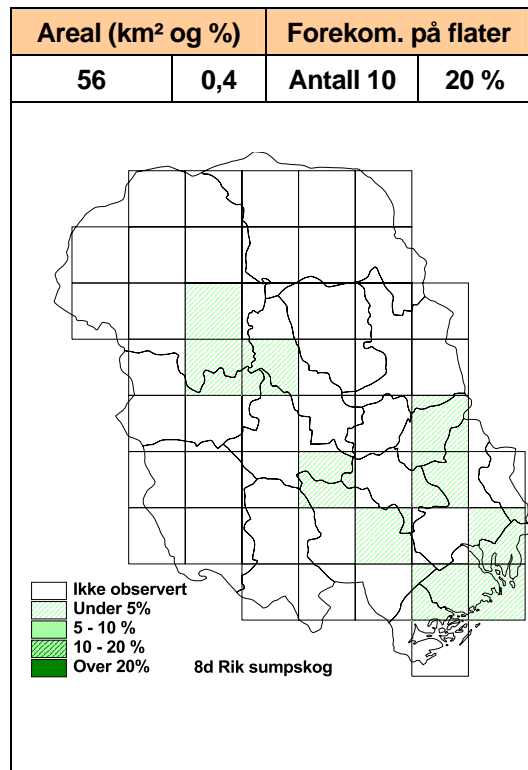 Areal (km² og %) Forekom. på flater
56 0,4 Antall 10 20 %
Ikke observert
Under 5%
5 - 10 %
10 - 20 %
Over 20% 8d Rik sumpskog